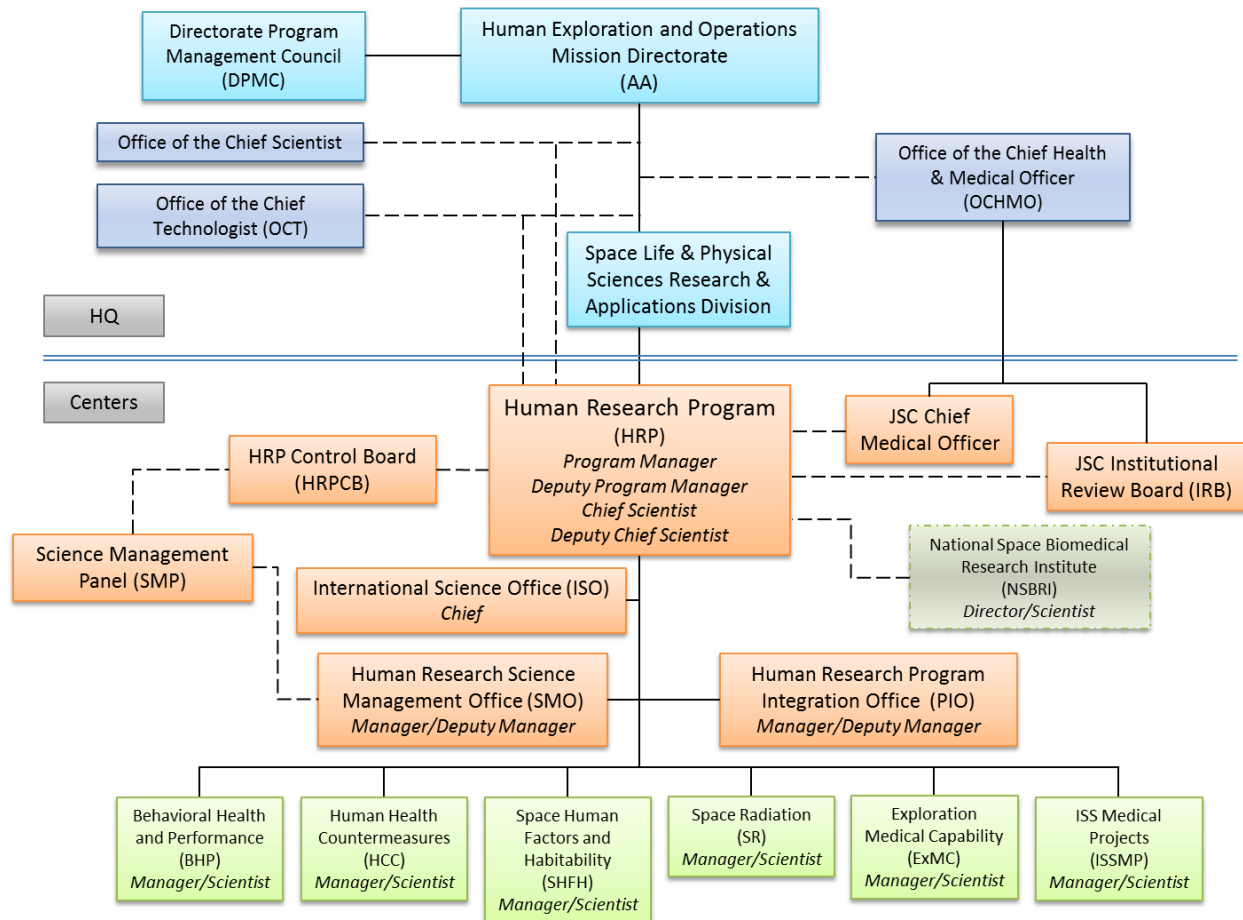 Directorate Program
Management Council
(DPMC)
Human Exploration and Operations
Mission Directorate
(AA)
Office of the Chief Scientist
Office of the Chief
Technologist (OCT)
Office of the Chief Health
& Medical Officer
(OCHMO)
Space Life & Physical
Sciences Research &
Applications Division
HQ
Centers
Human Research Program
(HRP)
Program Manager
Deputy Program Manager
Chief Scientist
Deputy Chief Scientist
JSC Chief
Medical Officer
HRP Control Board
(HRPCB)
JSC Institutional
Review Board (IRB)
Science Management
Panel (SMP)
National Space Biomedical
Research Institute
(NSBRI)
Director/Scientist
International Science Office (ISO)
Chief
Human Research Science
Management Office (SMO)
Manager/Deputy Manager
Human Research Program
Integration Office (PIO)
Manager/Deputy Manager
Behavioral Health
and Performance
(BHP)
Manager/Scientist
Human Health
Countermeasures
(HCC)
Manager/Scientist
Space Human
Factors and
Habitability
(SHFH)
Manager/Scientist
Space Radiation
(SR)
Manager/Scientist
Exploration
Medical Capability
(ExMC)
Manager/Scientist
ISS Medical
Projects
(ISSMP)
Manager/Scientist